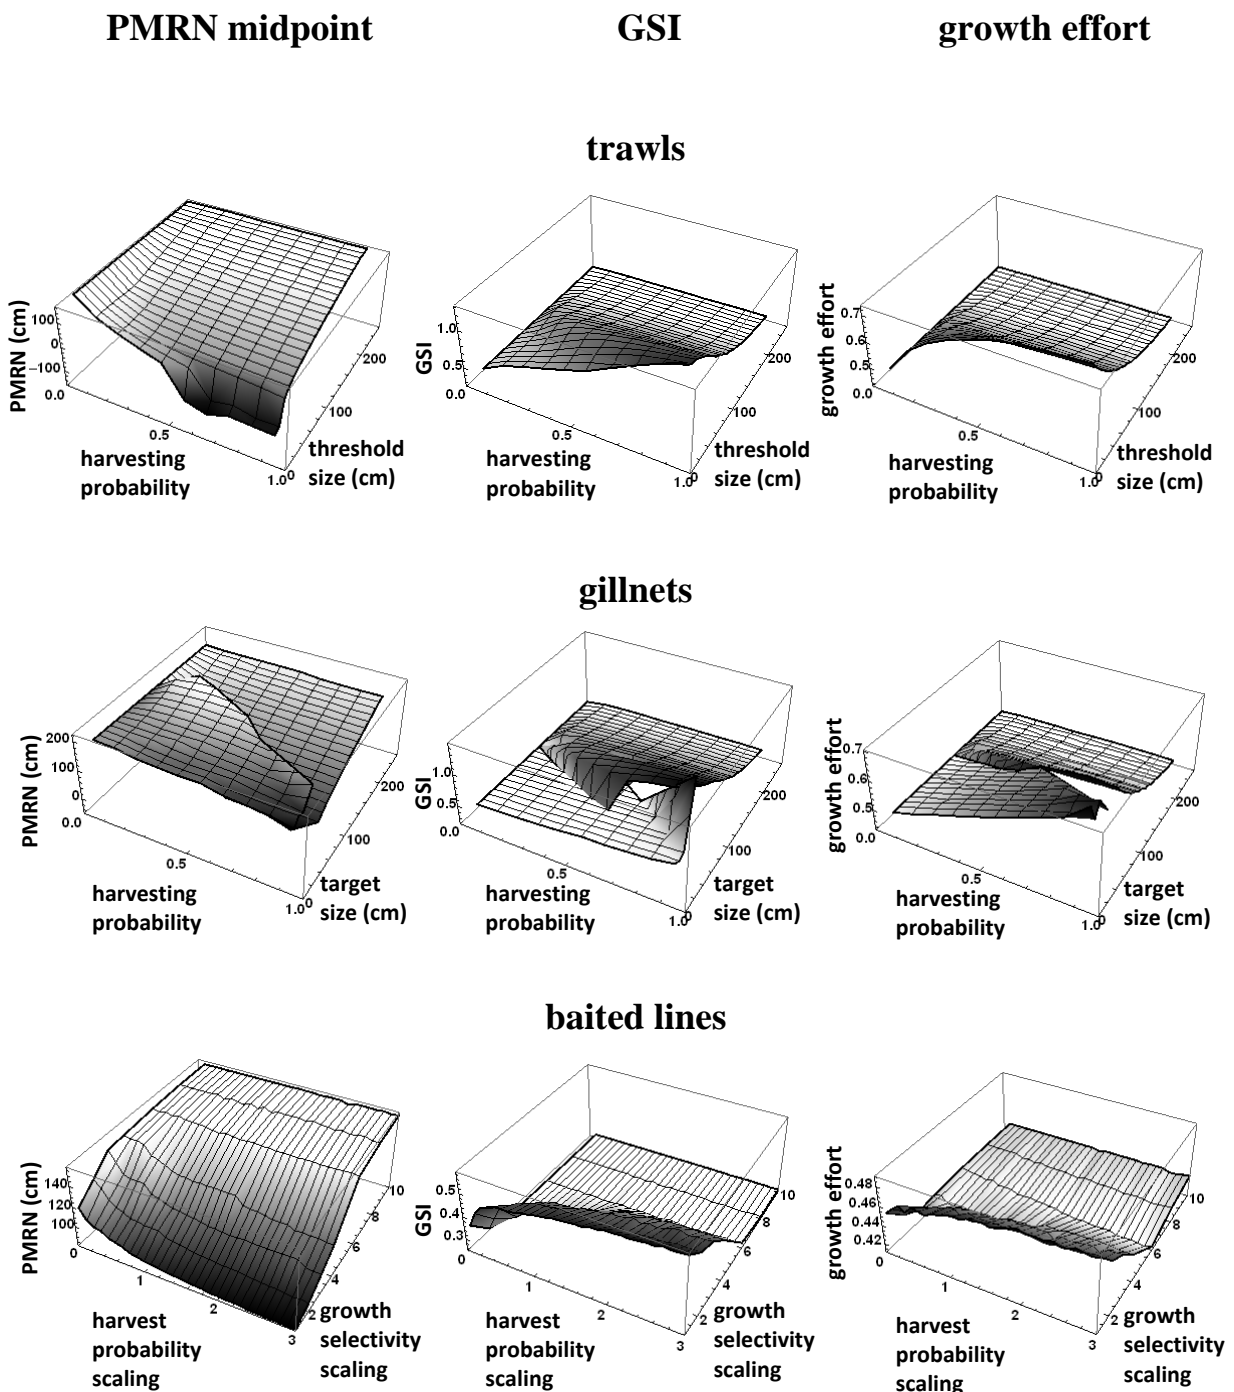 PMRN midpoint GSI growth effort
trawls
PMRN (cm)
100
0
−100
0.0
0.5
1.0
harvesting
probability
0
100
200
threshold
size (cm)
GSI
1.0
0.5
0.0
0.5
1.0
harvesting
probability
0
100
200
threshold
size (cm)
growth effort
0.7
0.6
0.5
0.0
0.5
1.0
harvesting
probability
0
100
200
threshold
size (cm)
gillnets
PMRN (cm)
200
100
0
0.0
0.5
1.0
harvesting
probability
0
100
200
target
size (cm)
GSI
1.0
0.5
0.0
0.5
1.0
harvesting
probability
0
100
200
target
size (cm)
growth effort
0.7
0.6
0.5
0.0
0.5
1.0
harvesting
probability
0
100
200
target
size (cm)
baited lines
PMRN (cm)
140
120
100
0
1
2
3
harvest
probability
scaling
2
4
6
8
10
growth
selectivity
scaling
GSI
0.5
0.4
0.3
0
1
2
3
harvest
probability
scaling
2
4
6
8
10
growth
selectivity
scaling
growth effort
0.48
0.46
0.44
0.42
0
1
2
3
harvest
probability
scaling
2
4
6
8
10
growth
selectivity
scaling